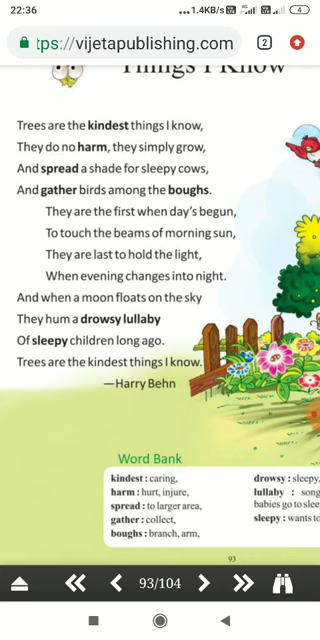 22:36
...1.4KB/s
4G
4
tps://vijetapublishing.com
2
Things I Know
Trees are the kindest things I know,
They do no harm, they simply grow,
And spread a shade for sleepy cows,
And gather birds among the boughs.
They are the first when day's begun,
To touch the beams of morning sun,
They are last to hold the light,
When evening changes into night.
And when a moon floats on the sky
They hum a drowsy lullaby
Of sleepy children long ago.
Trees are the kindest things I know.
—Harry Behn
Word Bank
kindest : caring,
harm : hurt, injure,
spread : to larger area,
gather : collect,
boughs : branch, arm,
drowsy : sleepy,
lullaby : song
babies go to slee
sleepy : wants to
93
93/104